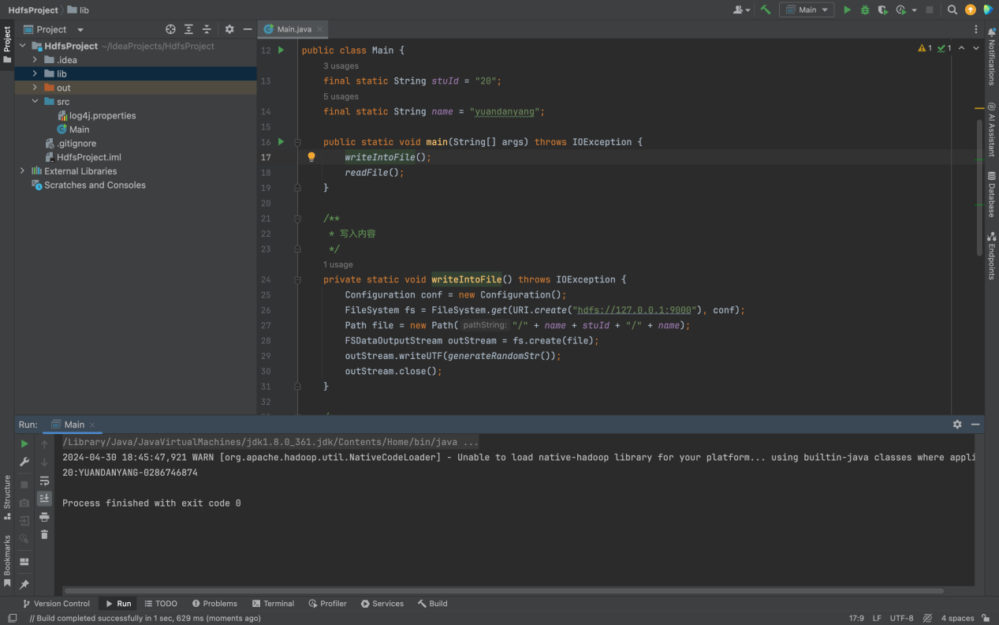 HdfsProject lib
Main
Project
Main.java
Project
HdfsProject ~/IdeaProjects/HdfsProject
.idea
lib
out
src
log4j.properties
Main
.gitignore
HdfsProject.iml
External Libraries
Scratches and Consoles
1 1
12 public class Main {
3 usages
13 final static String stuId = "20";
5 usages
14 final static String name = "yuandanyang";
15
16 public static void main(String[] args) throws IOException {
17 writeIntoFile();
18 readFile();
19 }
20
21 /**
22 * 写入内容
23 */
1 usage
24 private static void writeIntoFile() throws IOException {
25 Configuration conf = new Configuration();
26 FileSystem fs = FileSystem.get(URI.create("hdfs://127.0.0.1:9000"), conf);
27 Path file = new Path( pathString: "/" + name + stuId + "/" + name);
28 FSDataOutputStream outStream = fs.create(file);
29 outStream.writeUTF(generateRandomStr());
30 outStream.close();
31 }
32
Notifications
AI Assistant
Database
Endpoints
Run: Main
/Library/Java/JavaVirtualMachines/jdk1.8.0_361.jdk/Contents/Home/bin/java ...
2024-04-30 18:45:47,921 WARN [org.apache.hadoop.util.NativeCodeLoader] - Unable to load native-hadoop library for your platform... using builtin-java classes where appli
20:YUANDANYANG-0286746874
Process finished with exit code 0
Structure
Bookmarks
Version Control Run TODO Problems Terminal Profiler Services Build
// Build completed successfully in 1 sec, 629 ms (moments ago)
17:9 LF UTF-8 4 spaces